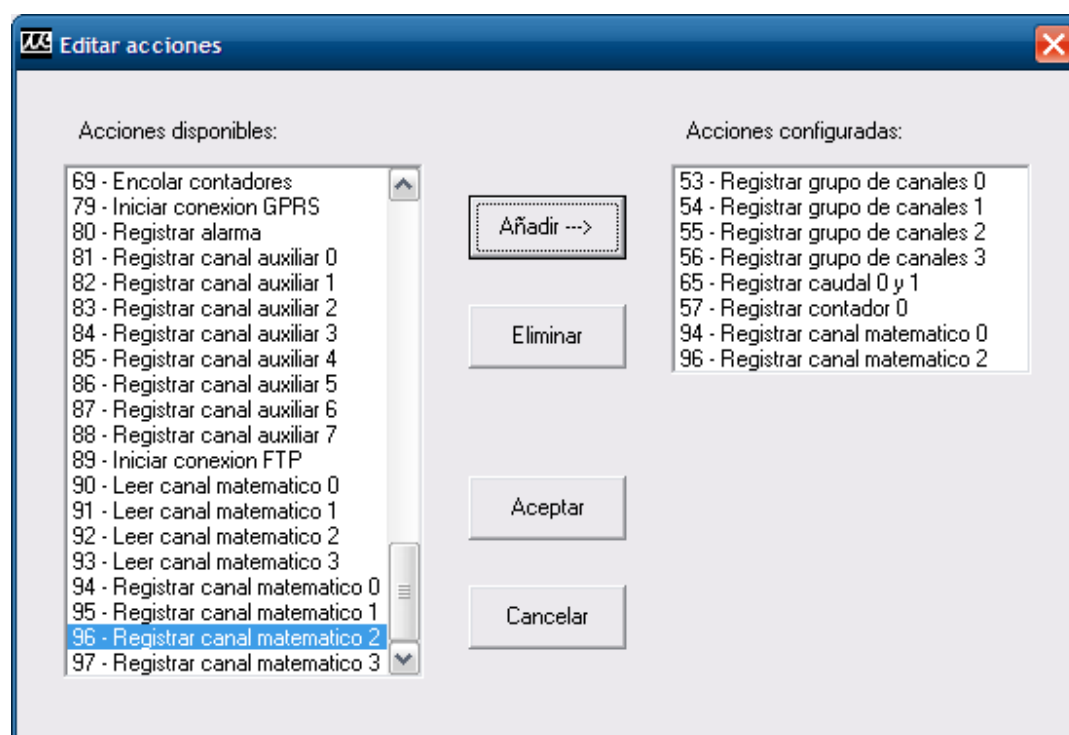 Editar acciones
Acciones disponibles:
69 - Encolar contadores
79 - Iniciar conexion GPRS
80 - Registrar alarma
81 - Registrar canal auxiliar 0
82 - Registrar canal auxiliar 1
83 - Registrar canal auxiliar 2
84 - Registrar canal auxiliar 3
85 - Registrar canal auxiliar 4
86 - Registrar canal auxiliar 5
87 - Registrar canal auxiliar 6
88 - Registrar canal auxiliar 7
89 - Iniciar conexion FTP
90 - Leer canal matematico 0
91 - Leer canal matematico 1
92 - Leer canal matematico 2
93 - Leer canal matematico 3
94 - Registrar canal matematico 0
95 - Registrar canal matematico 1
96 - Registrar canal matematico 2
97 - Registrar canal matematico 3
Añadir --->
Eliminar
Aceptar
Cancelar
Acciones configuradas:
53 - Registrar grupo de canales 0
54 - Registrar grupo de canales 1
55 - Registrar grupo de canales 2
56 - Registrar grupo de canales 3
65 - Registrar caudal 0 y 1
57 - Registrar contador 0
94 - Registrar canal matematico 0
96 - Registrar canal matematico 2